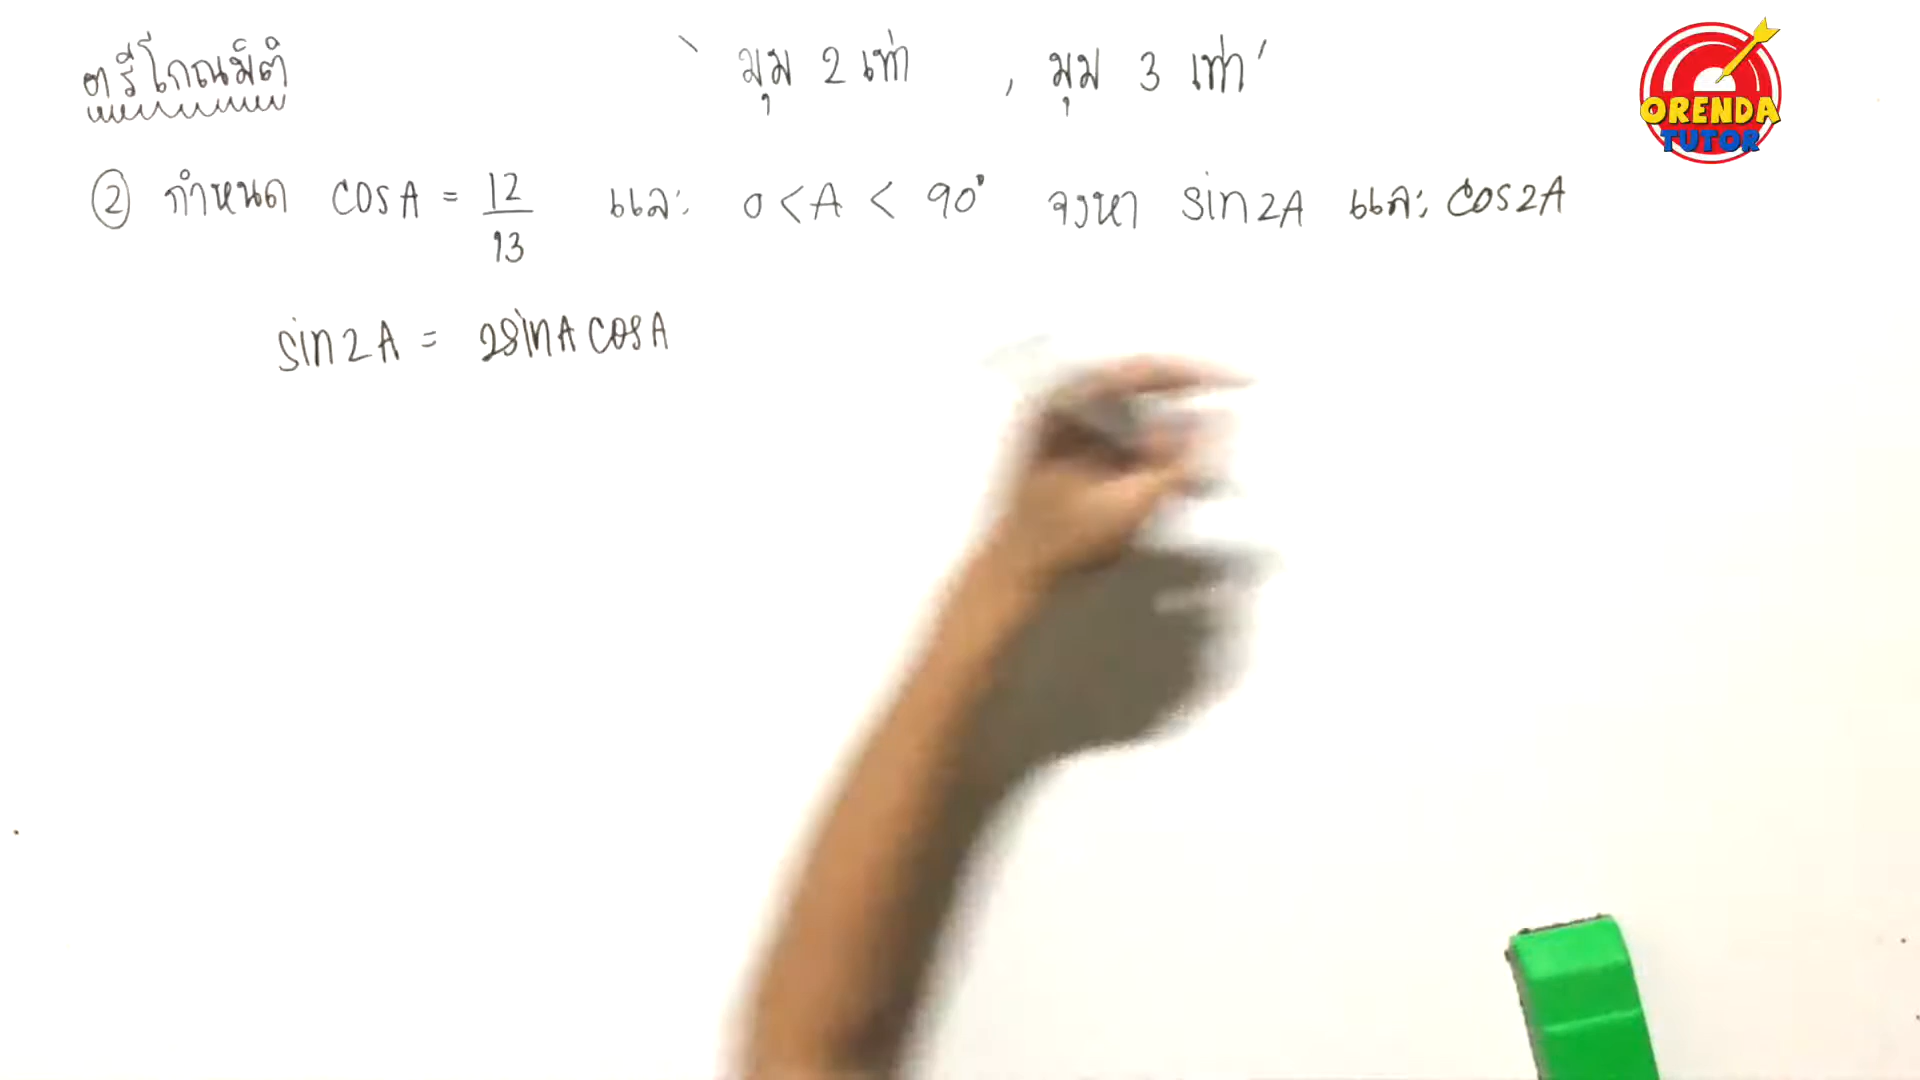 ตรีโกณมิติ ` มุม 2 เท่า , มุม 3 เท่า '
ORENDA
TUTOR
② กำหนด cos A = 12/13 และ 0 < A < 90° จงหา sin 2A และ cos 2A
sin 2A = 2sin A cos A